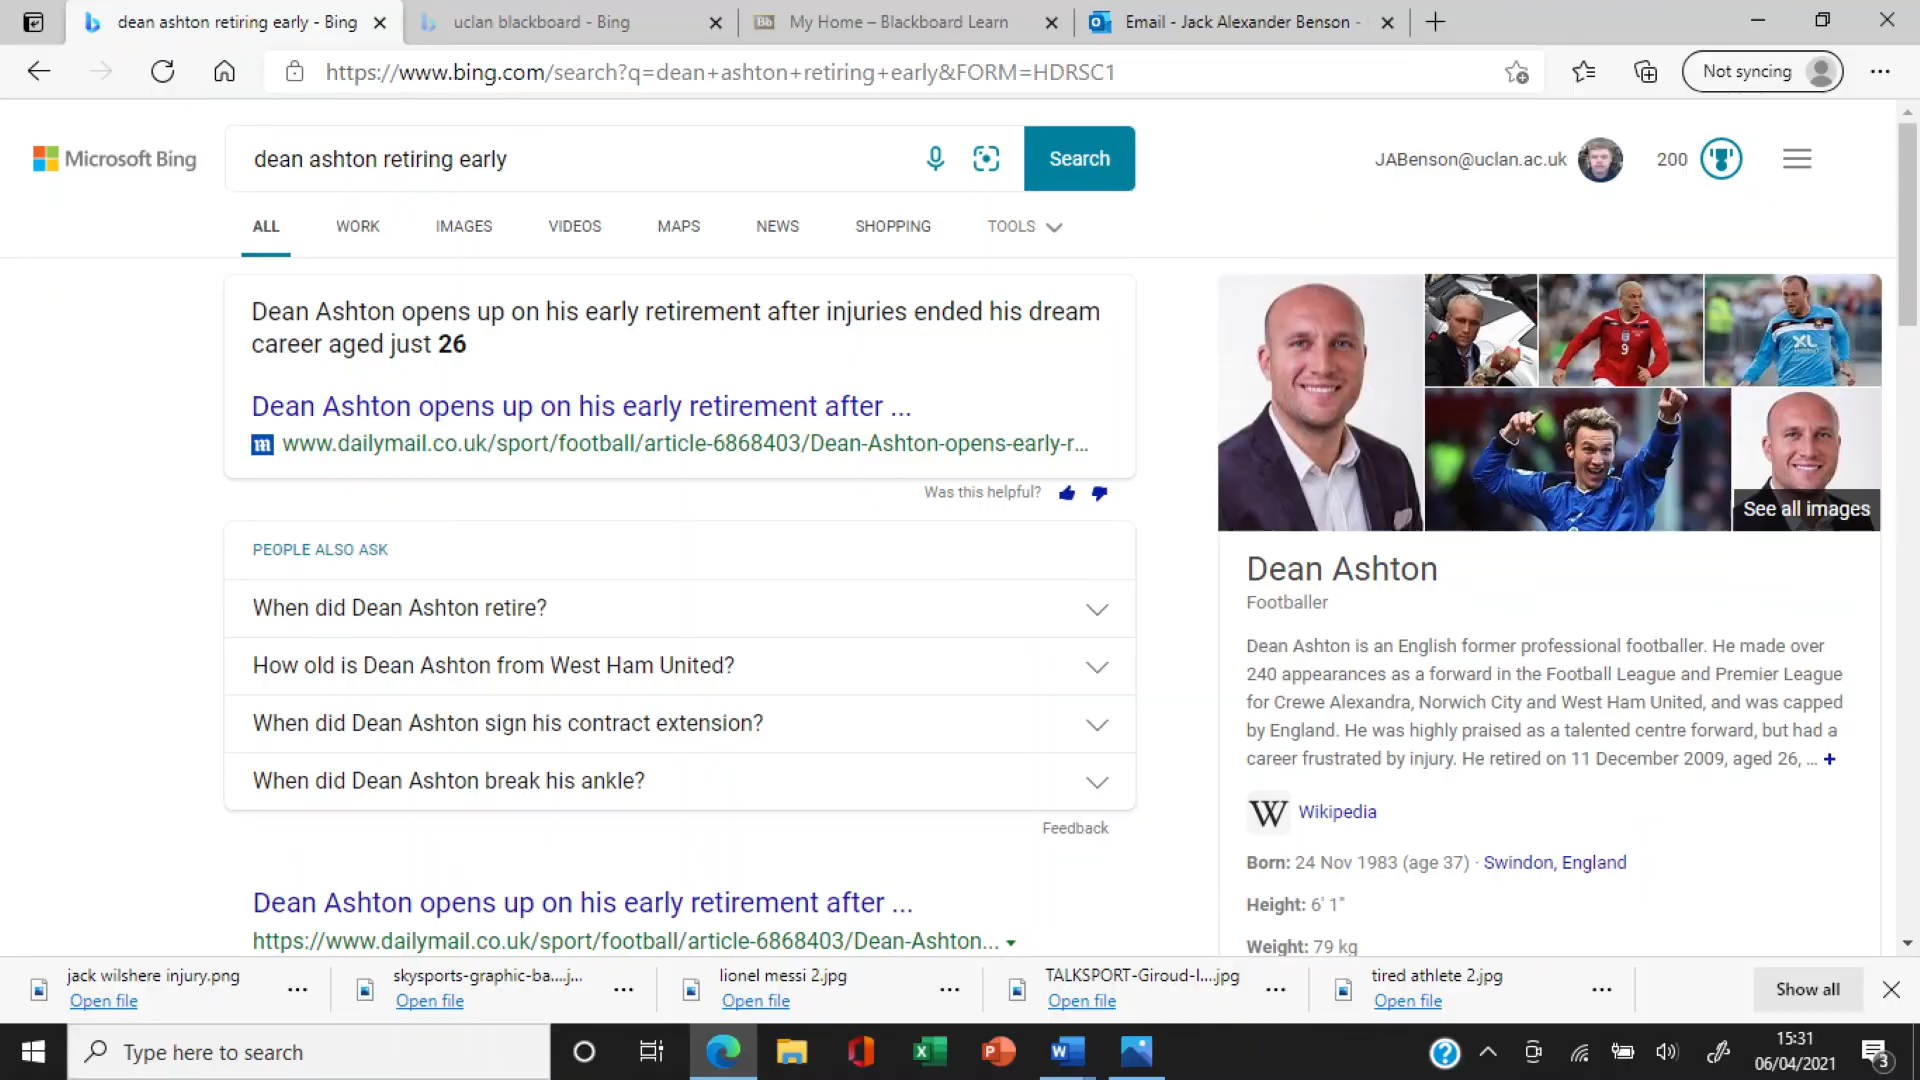 dean ashton retiring early - Bing
uclan blackboard - Bing
My Home – Blackboard Learn
Email - Jack Alexander Benson -
https://www.bing.com/search?q=dean+ashton+retiring+early&FORM=HDRSC1
Not syncing
Microsoft Bing
dean ashton retiring early
Search
JABenson@uclan.ac.uk
200
ALL
WORK
IMAGES
VIDEOS
MAPS
NEWS
SHOPPING
TOOLS
Dean Ashton opens up on his early retirement after injuries ended his dream
career aged just 26
Dean Ashton opens up on his early retirement after ...
www.dailymail.co.uk/sport/football/article-6868403/Dean-Ashton-opens-early-r...
Was this helpful?
PEOPLE ALSO ASK
When did Dean Ashton retire?
How old is Dean Ashton from West Ham United?
When did Dean Ashton sign his contract extension?
When did Dean Ashton break his ankle?
Feedback
Dean Ashton opens up on his early retirement after ...
https://www.dailymail.co.uk/sport/football/article-6868403/Dean-Ashton...
9
XL
See all images
Dean Ashton
Footballer
Dean Ashton is an English former professional footballer. He made over
240 appearances as a forward in the Football League and Premier League
for Crewe Alexandra, Norwich City and West Ham United, and was capped
by England. He was highly praised as a talented centre forward, but had a
career frustrated by injury. He retired on 11 December 2009, aged 26, ... +
W Wikipedia
Born: 24 Nov 1983 (age 37) · Swindon, England
Height: 6' 1"
Weight: 79 kg
jack wilshere injury.png
Open file
skysports-graphic-ba....j...
Open file
lionel messi 2.jpg
Open file
TALKSPORT-Giroud-I....jpg
Open file
tired athlete 2.jpg
Open file
Show all
Type here to search
15:31
06/04/2021
3